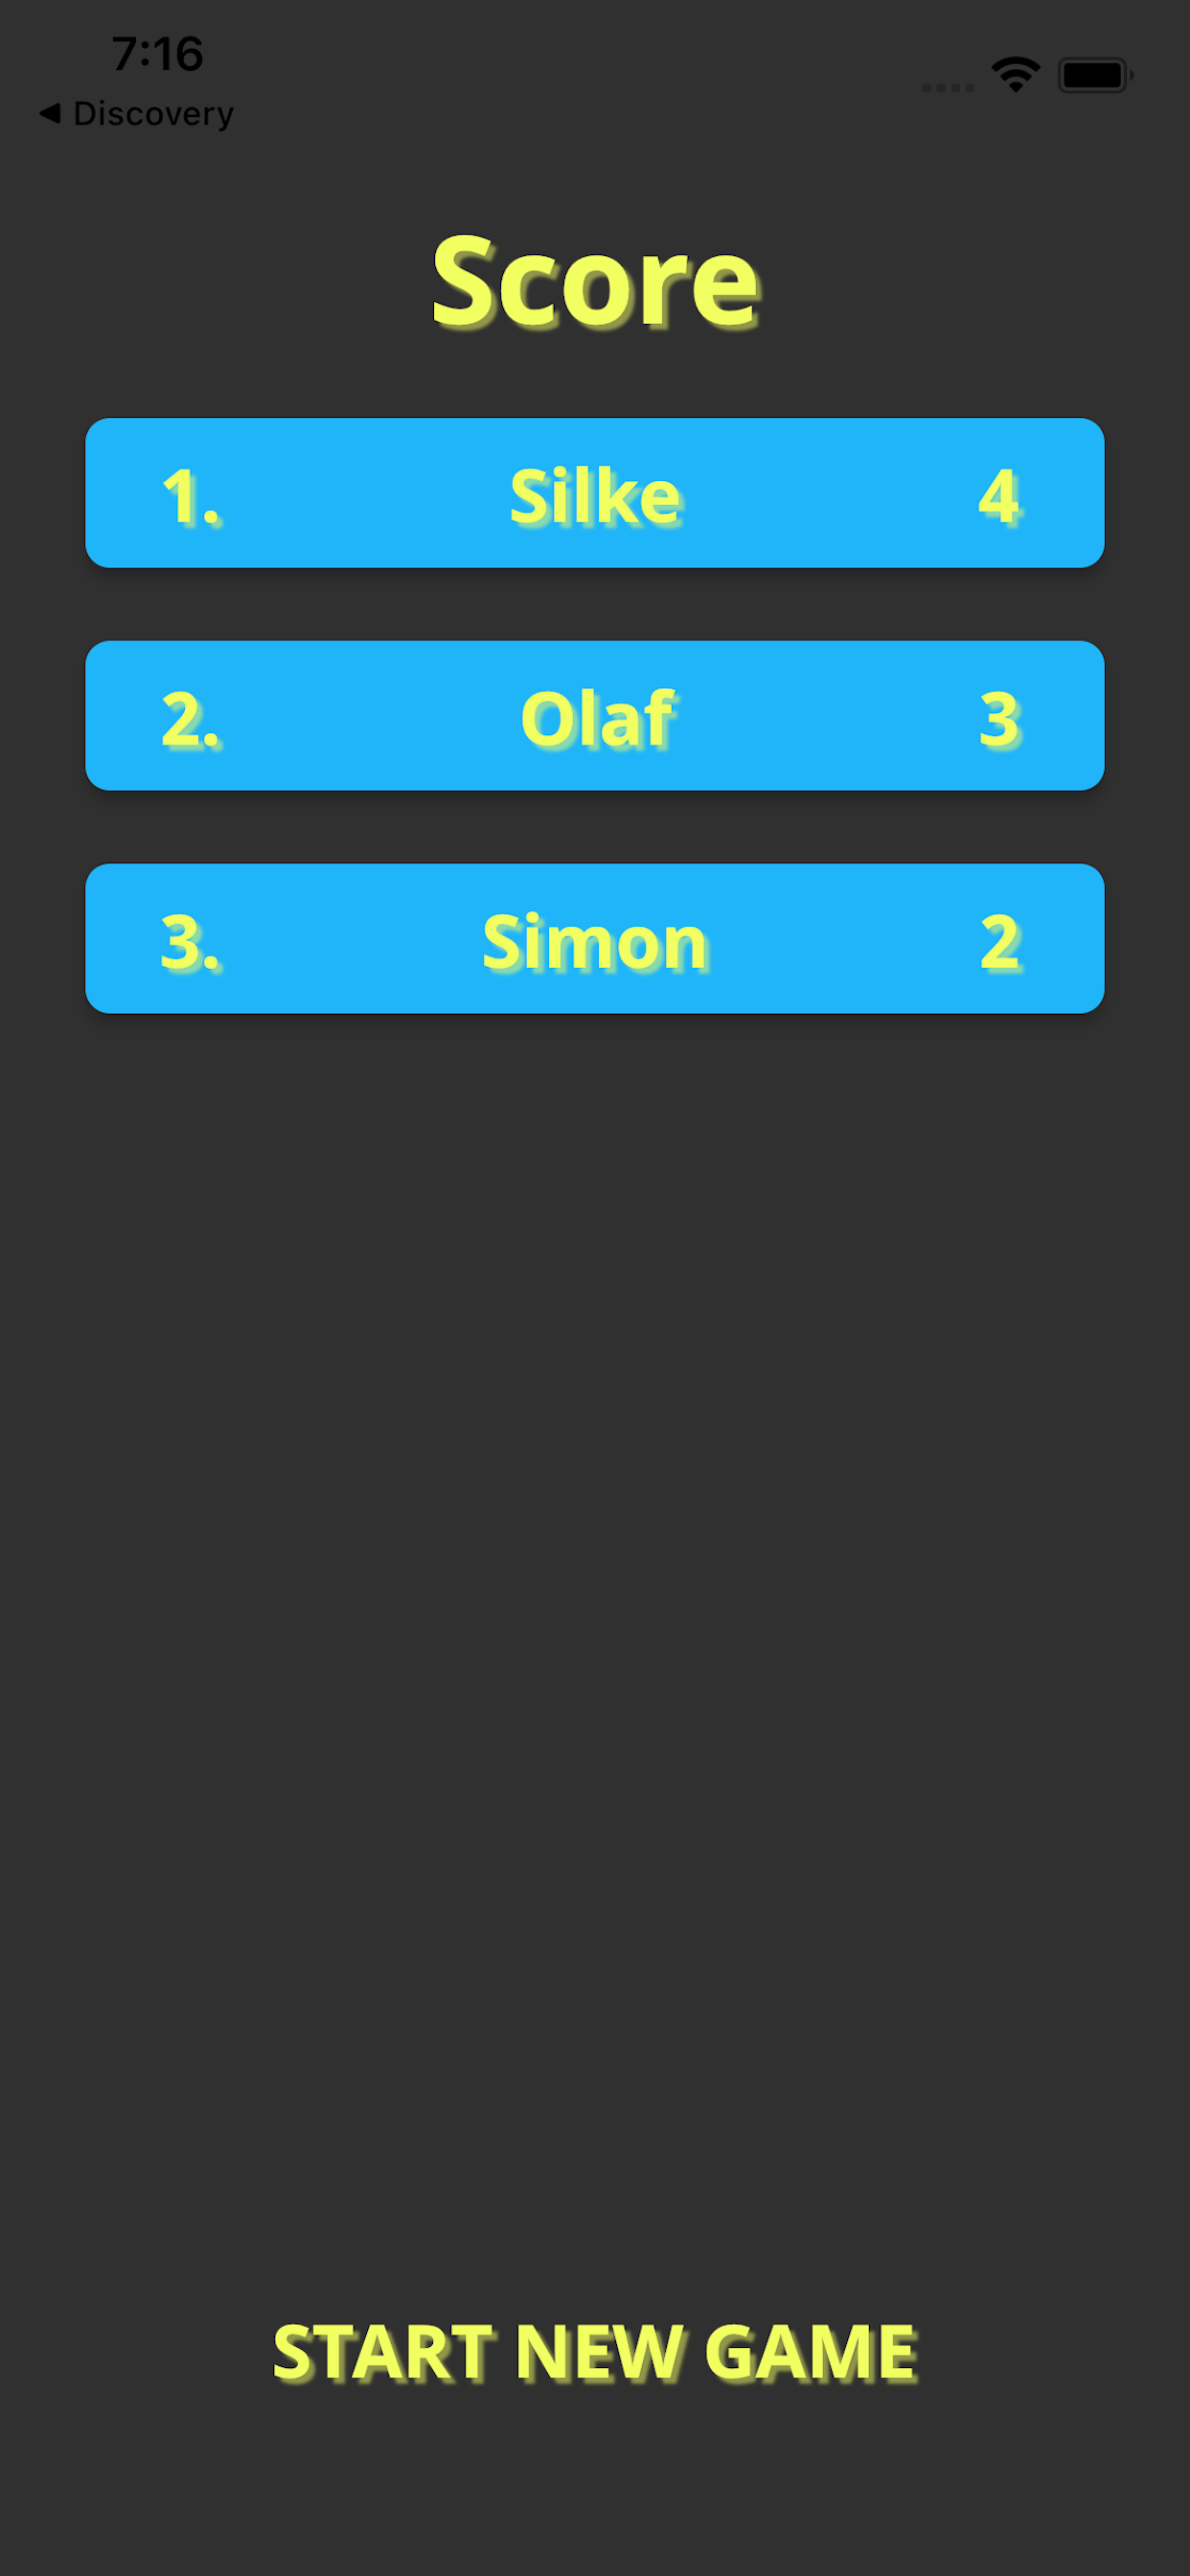 7:16
◀ Discovery
Score
1. Silke 4
2. Olaf 3
3. Simon 2
START NEW GAME